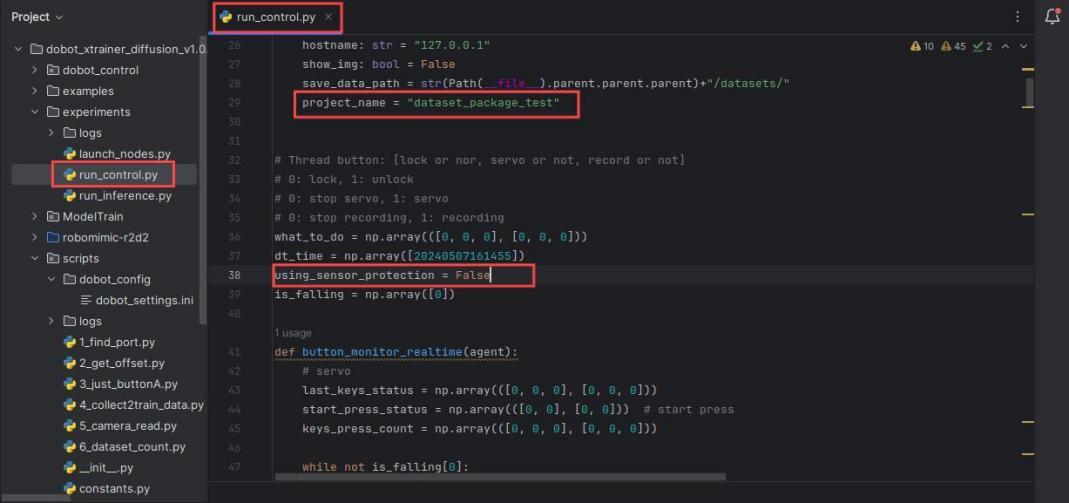 Project
dobot_xtrainer_diffusion_v1.0
dobot_control
examples
experiments
logs
launch_nodes.py
run_control.py
run_inference.py
ModelTrain
robomimic-r2d2
scripts
dobot_config
dobot_settings.ini
logs
1_find_port.py
2_get_offset.py
3_just_buttonA.py
4_collect2train_data.py
5_camera_read.py
6_dataset_count.py
__init__.py
constants.py
run_control.py ×
10 45 2
26 hostname: str = "127.0.0.1"
27 show_img: bool = False
28 save_data_path = str(Path(__file__).parent.parent.parent)+"/datasets/"
29 project_name = "dataset_package_test"
30
31
32 # Thread button: [lock or nor, servo or not, record or not]
33 # 0: lock, 1: unlock
34 # 0: stop servo, 1: servo
35 # 0: stop recording, 1: recording
36 what_to_do = np.array(([0, 0, 0], [0, 0, 0]))
37 dt_time = np.array([20240507161455])
38 using_sensor_protection = False
39 is_falling = np.array([0])
40
1 usage
41 def button_monitor_realtime(agent):
42 # servo
43 last_keys_status = np.array(([0, 0, 0], [0, 0, 0]))
44 start_press_status = np.array(([0, 0], [0, 0])) # start press
45 keys_press_count = np.array(([0, 0, 0], [0, 0, 0]))
46
47 while not is_falling[0]: